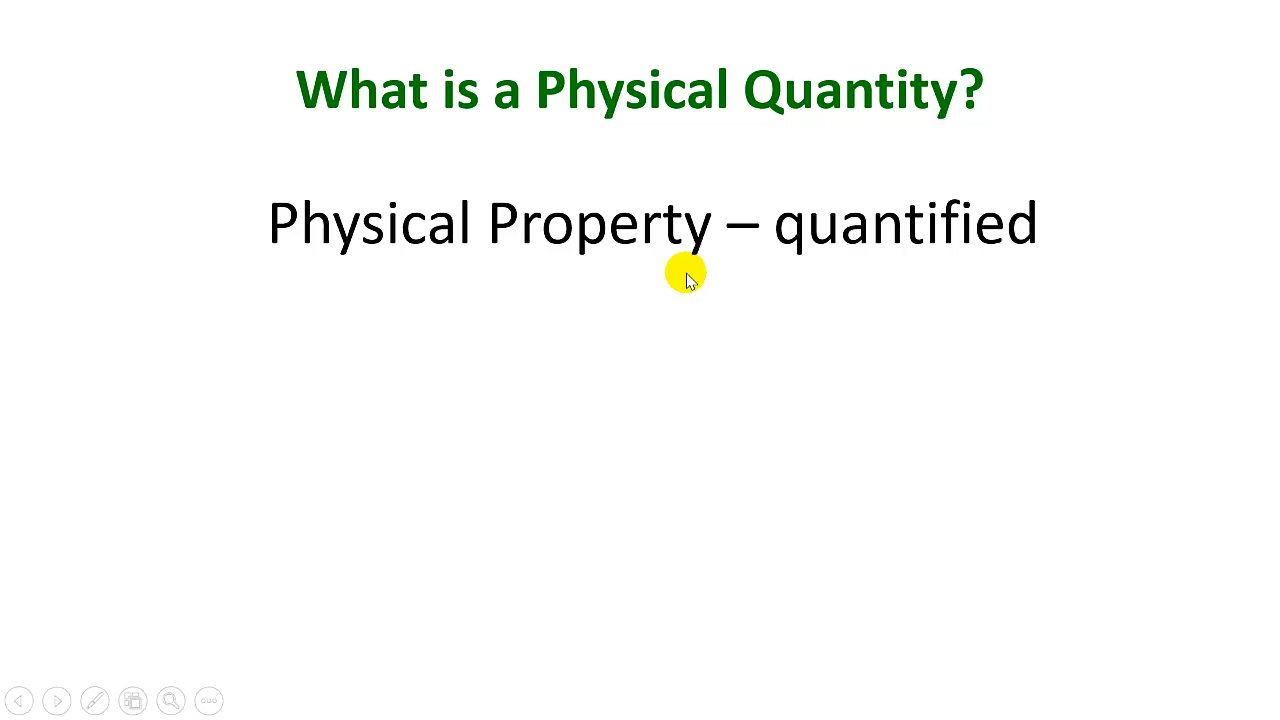 What is a Physical Quantity?
Physical Property – quantified